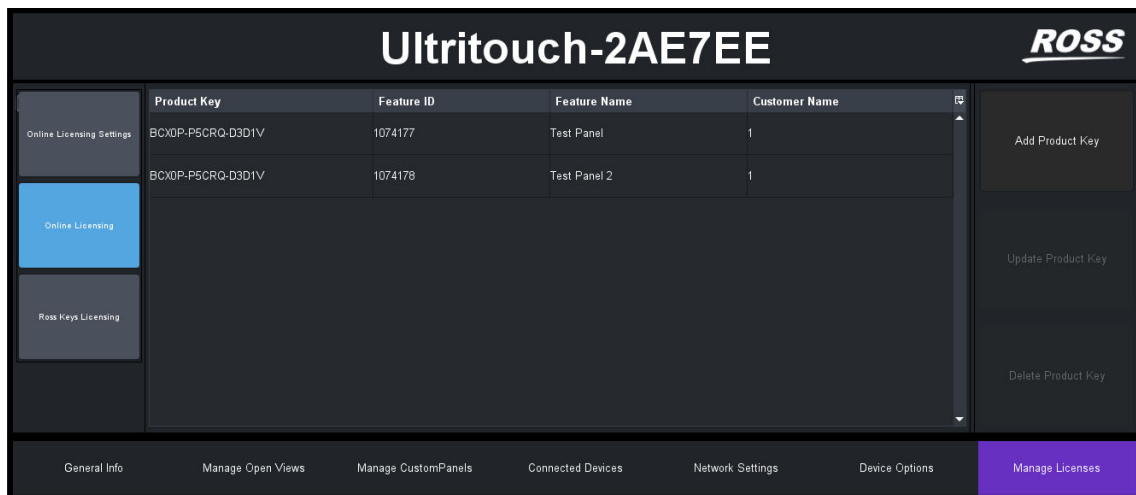 Ultritouch-2AE7EE
ROSS
Online Licensing Settings
Online Licensing
Ross Keys Licensing
Product Key Feature ID Feature Name Customer Name
BCX0P-P5CRQ-D3D1V 1074177 Test Panel 1
BCX0P-P5CRQ-D3D1V 1074178 Test Panel 2 1
Add Product Key
Update Product Key
Delete Product Key
General Info Manage Open Views Manage CustomPanels Connected Devices Network Settings Device Options Manage Licenses